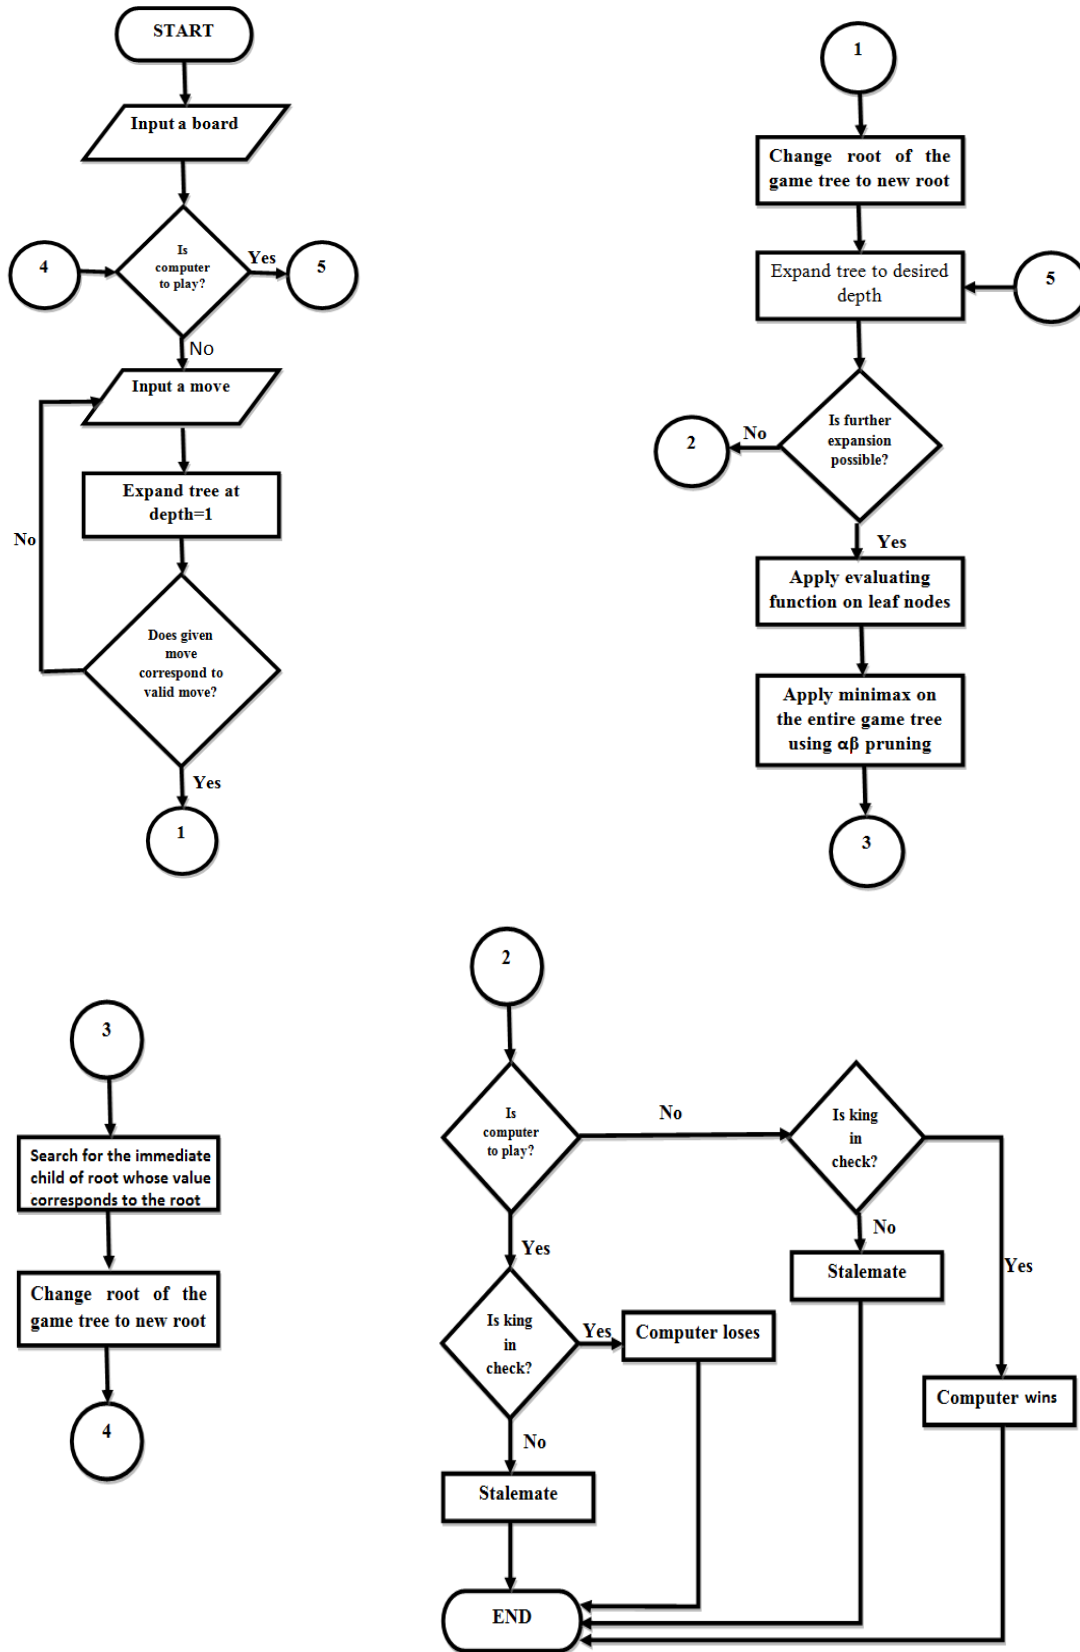 START
Input a board
Is
computer
to play?
Yes
4
5
No
Input a move
Expand tree at
depth=1
No
Does given
move
correspond to
valid move?
Yes
1
1
Change root of the
game tree to new root
Expand tree to desired
depth
5
Is further
expansion
possible?
No
2
Yes
Apply evaluating
function on leaf nodes
Apply minimax on
the entire game tree
using αβ pruning
3
3
Search for the immediate
child of root whose value
corresponds to the root
Change root of the
game tree to new root
4
2
Is
computer
to play?
No
Is king
in
check?
Yes
No
Stalemate
Yes
Is king
in
check?
Yes
Computer loses
Computer wins
No
Stalemate
END